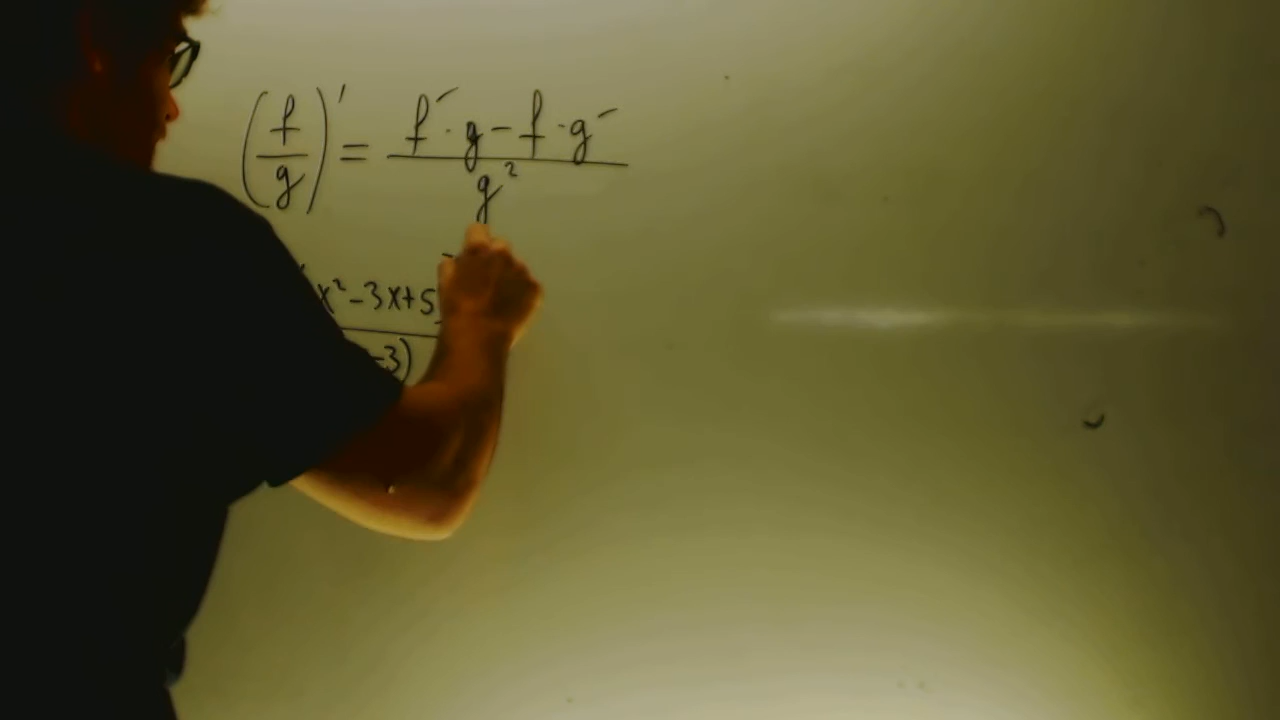 (f/g)' = (f'·g − f·g')/g²
x²−3x+5
−3)